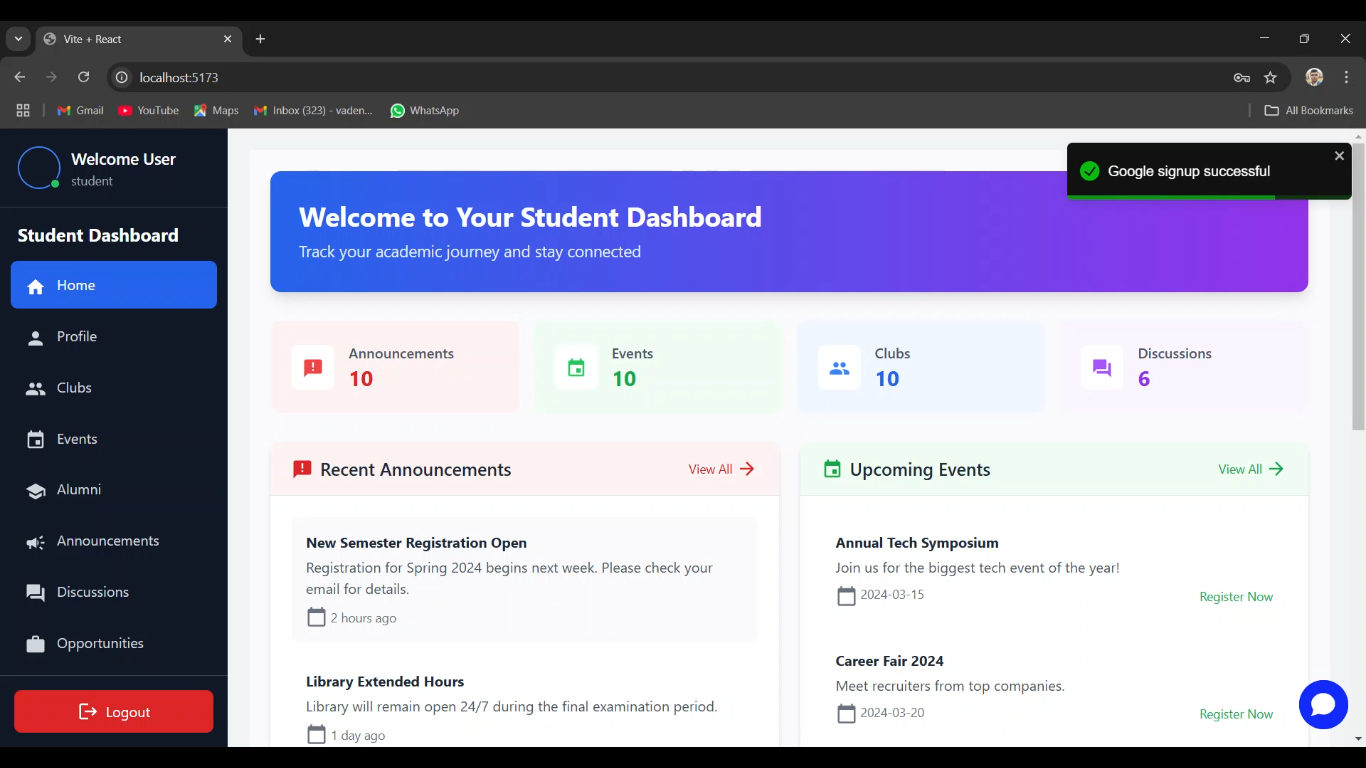 Vite + React
localhost:5173
Gmail
YouTube
Maps
Inbox (323) - vaden...
WhatsApp
All Bookmarks
Welcome User
student
Student Dashboard
Home
Profile
Clubs
Events
Alumni
Announcements
Discussions
Opportunities
Logout
Google signup successful
Welcome to Your Student Dashboard
Track your academic journey and stay connected
Announcements
10
Events
10
Clubs
10
Discussions
6
Recent Announcements
View All
New Semester Registration Open
Registration for Spring 2024 begins next week. Please check your
email for details.
2 hours ago
Library Extended Hours
Library will remain open 24/7 during the final examination period.
1 day ago
Upcoming Events
View All
Annual Tech Symposium
Join us for the biggest tech event of the year!
2024-03-15
Register Now
Career Fair 2024
Meet recruiters from top companies.
2024-03-20
Register Now